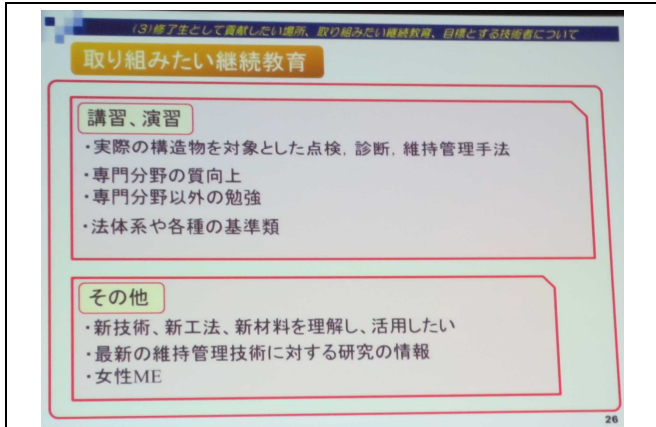 (3)修了生として貢献したい場所、取り組みたい継続教育、目標とする技術者について
取り組みたい継続教育
講習、演習
・実際の構造物を対象とした点検，診断，維持管理手法
・専門分野の質向上
・専門分野以外の勉強
・法体系や各種の基準類
その他
・新技術、新工法、新材料を理解し、活用したい
・最新の維持管理技術に対する研究の情報
・女性ME
26